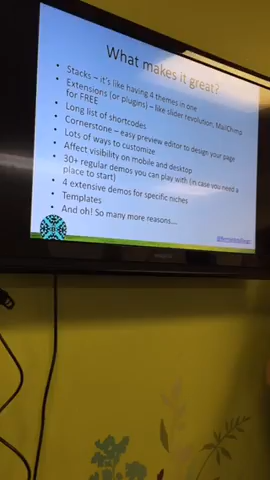 What makes it great?
• Stacks – it's like having 4 themes in one
• Extensions (or plugins) – like slider revolution, MailChimp
for FREE
• Long list of shortcodes
• Cornerstone – easy preview editor to design your page
• Lots of ways to customize
• Affect visibility on mobile and desktop
• 30+ regular demos you can play with (in case you need a
place to start)
• 4 extensive demos for specific niches
• Templates
• And oh! So many more reasons....